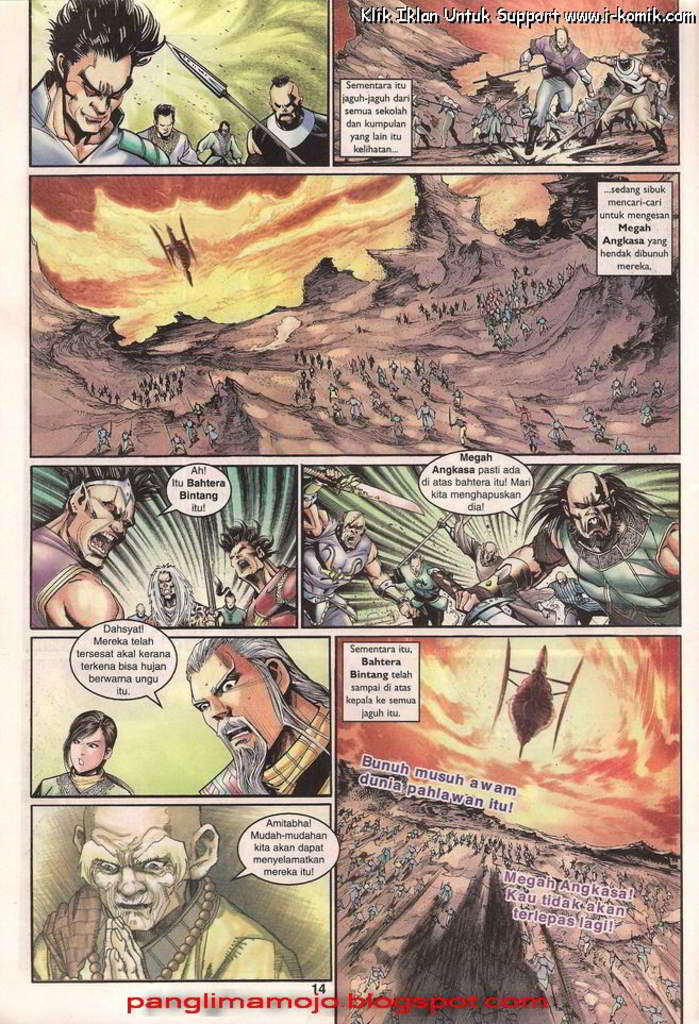 Klik Iklan Untuk Support www.i-komik.com
Sementara itu
jaguh-jaguh dari
semua sekolah
dan kumpulan
yang lain itu
kelihatan...
...sedang sibuk
mencari-cari
untuk mengesan
Megah
Angkasa yang
hendak dibunuh
mereka.
Ah!
Itu Bahtera
Bintang
itu!
Megah
Angkasa pasti ada
di atas bahtera itu! Mari
kita menghapuskan
dia!
Dahsyat!
Mereka telah
tersesat akal kerana
terkena bisa hujan
berwarna ungu
itu.
Sementara itu,
Bahtera
Bintang telah
sampai di atas
kepala ke semua
jaguh itu.
Bunuh musuh awam
dunia pahlawan itu!
Amitabha!
Mudah-mudahan
kita akan dapat
menyelamatkan
mereka itu!
Megah Angkasa!
Kau tidak akan
terlepas lagi!
14
panglimamojo.blogspot.com